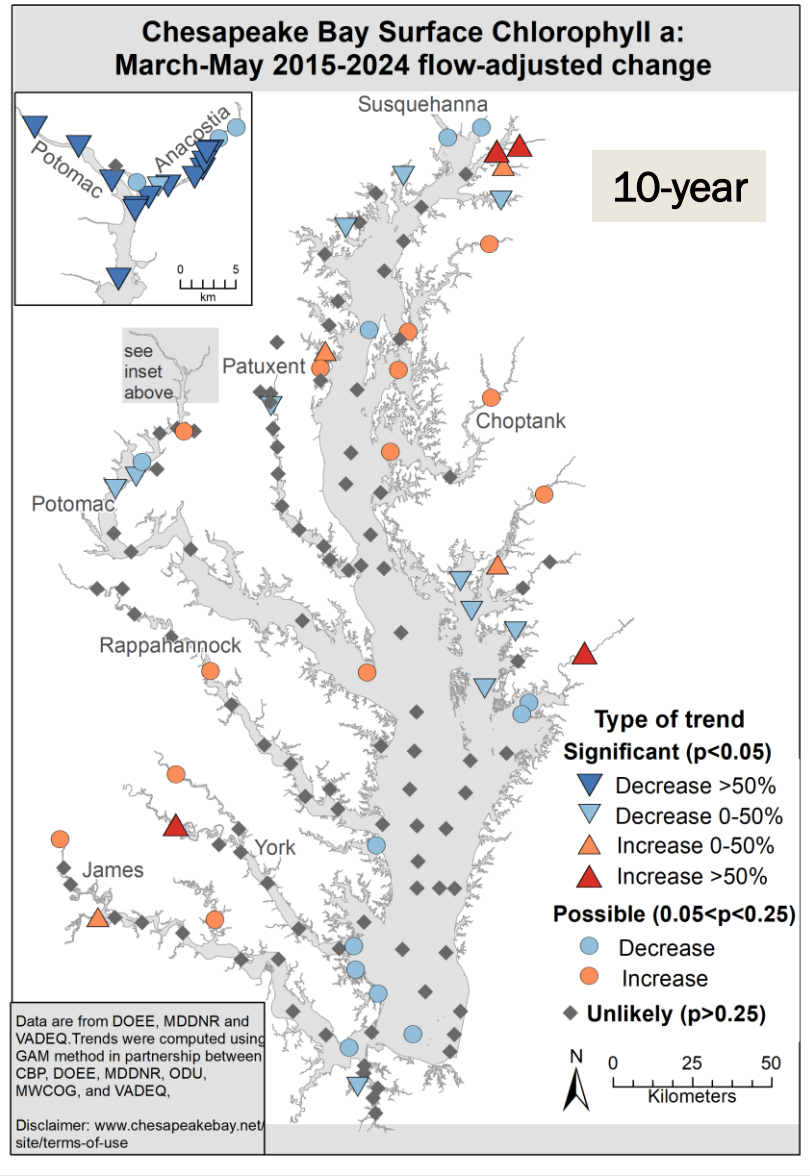 Chesapeake Bay Surface Chlorophyll a:
March-May 2015-2024 flow-adjusted change
Susquehanna
Potomac
Anacostia
0 5
km
10-year
see
inset
above
Patuxent
Choptank
Potomac
Rappahannock
York
James
Type of trend
Significant (p<0.05)
Decrease >50%
Decrease 0-50%
Increase 0-50%
Increase >50%
Possible (0.05<p<0.25)
Decrease
Increase
Unlikely (p>0.25)
N
0 25 50
Kilometers
Data are from DOEE, MDDNR and
VADEQ.Trends were computed using
GAM method in partnership between
CBP, DOEE, MDDNR, ODU,
MWCOG, and VADEQ,
Disclaimer: www.chesapeakebay.net/
site/terms-of-use